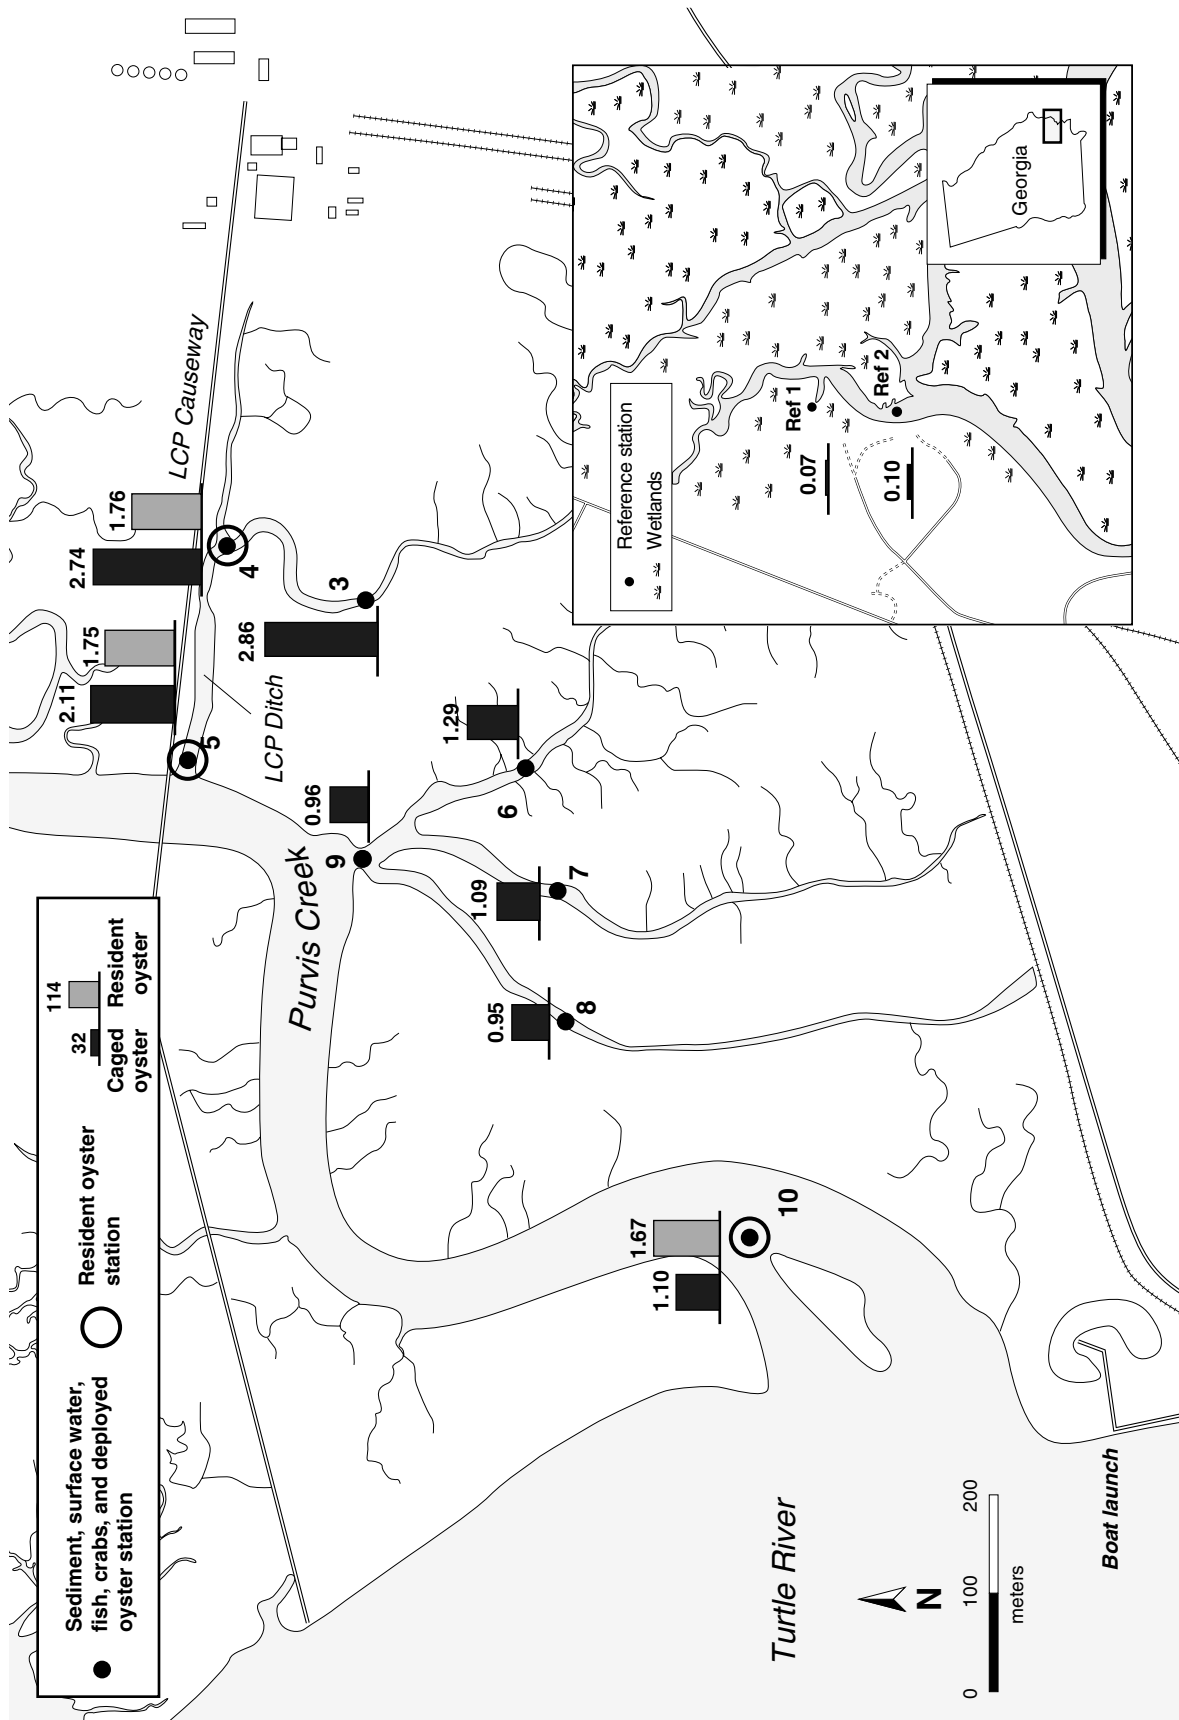 Sediment, surface water,
fish, crabs, and deployed
oyster station
Resident oyster
station
32
Caged
oyster
114
Resident
oyster
LCP Causeway
1.76
2.74
4
1.75
2.11
5
2.86
3
LCP Ditch
Purvis Creek
0.96
9
1.29
6
1.09
7
0.95
8
1.67
1.10
10
Turtle River
N
0
100
200
meters
Boat launch
Reference station
Wetlands
Ref 1
0.07
Ref 2
0.10
Georgia